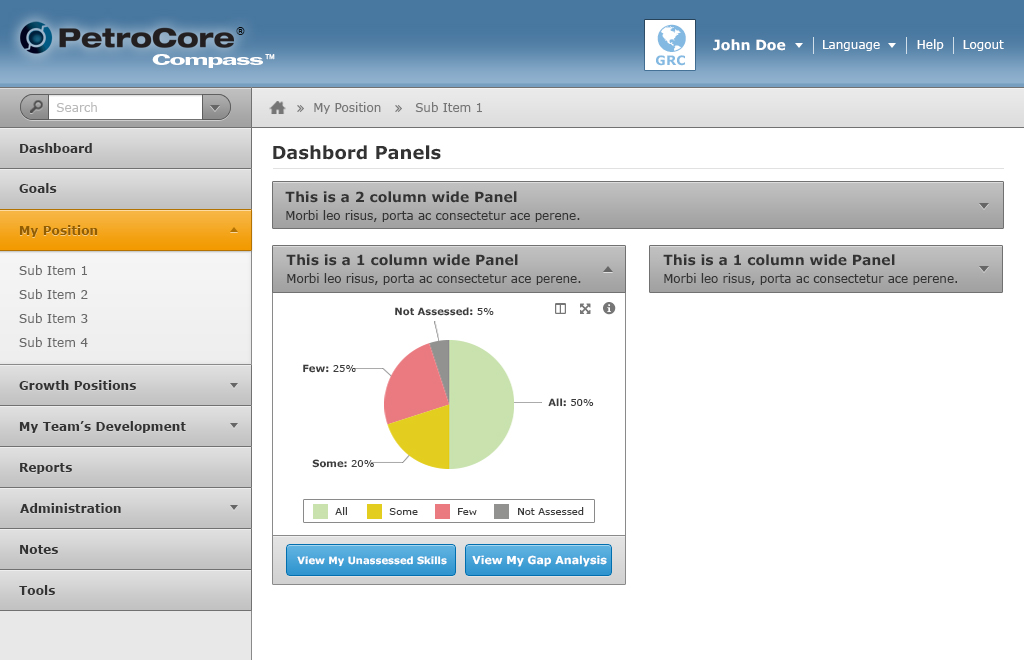 PetroCore®
Compass™
GRC
John Doe
Language
Help
Logout
Search
» My Position » Sub Item 1
Dashboard
Goals
My Position
Sub Item 1
Sub Item 2
Sub Item 3
Sub Item 4
Growth Positions
My Team’s Development
Reports
Administration
Notes
Tools
Dashbord Panels
This is a 2 column wide Panel
Morbi leo risus, porta ac consectetur ace perene.
This is a 1 column wide Panel
Morbi leo risus, porta ac consectetur ace perene.
Not Assessed: 5%
Few: 25%
All: 50%
Some: 20%
All Some Few Not Assessed
View My Unassessed Skills
View My Gap Analysis
This is a 1 column wide Panel
Morbi leo risus, porta ac consectetur ace perene.